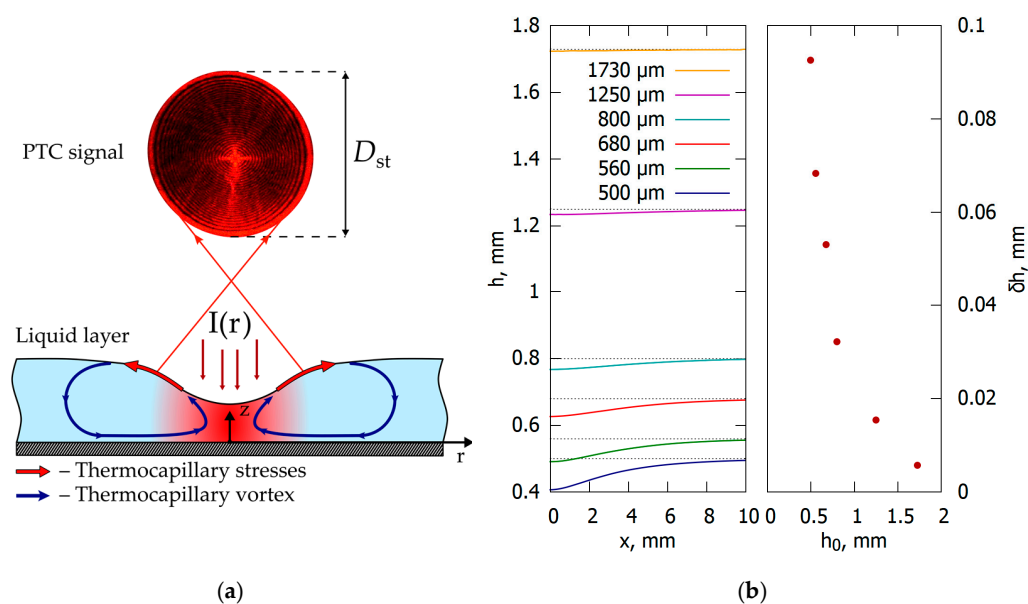 PTC signal
D_st
Liquid layer
I(r)
z
r
– Thermocapillary stresses
– Thermocapillary vortex
(a)
1.8
1.6
1.4
1.2
1
0.8
0.6
0.4
h, mm
1730 µm
1250 µm
800 µm
680 µm
560 µm
500 µm
0 2 4 6 8 10
x, mm
0.1
0.08
0.06
0.04
0.02
0
δh, mm
0 0.5 1 1.5 2
h₀, mm
(b)